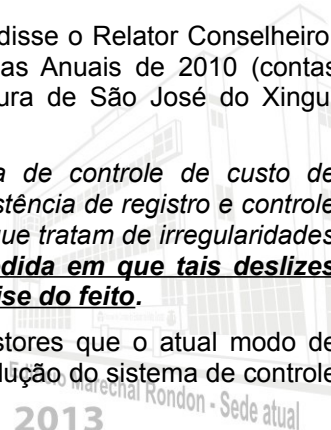 disse o Relator Conselheiro
as Anuais de 2010 (contas
ura de São José do Xingu
a de controle de custo de
stência de registro e controle
que tratam de irregularidades
dida em que tais deslizes
ise do feito.
stores que o atual modo de
lução do sistema de controle
Marechal Rondon - Sede atual
2013